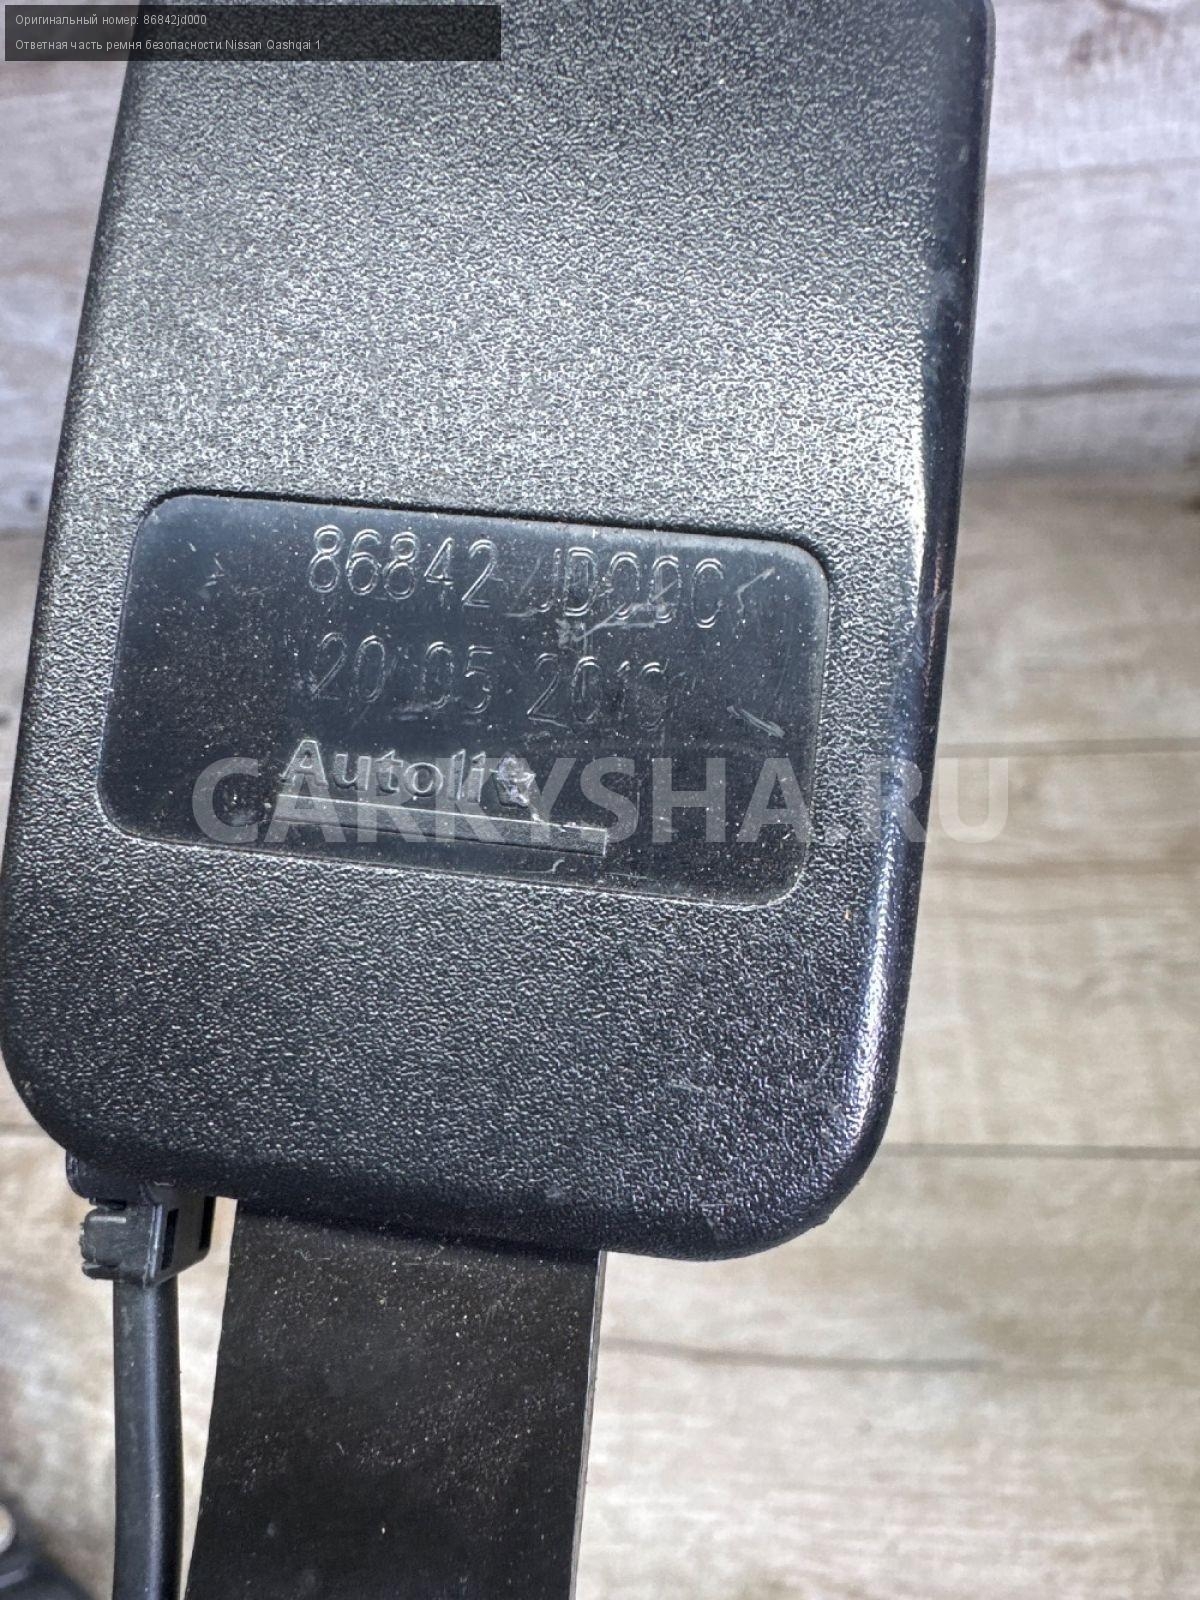 Оригинальный номер: 86842jd000
Ответная часть ремня безопасности Nissan Qashqai 1
86842 JD00C
20 05 2010
Autoliv
CARRYSHA.RU